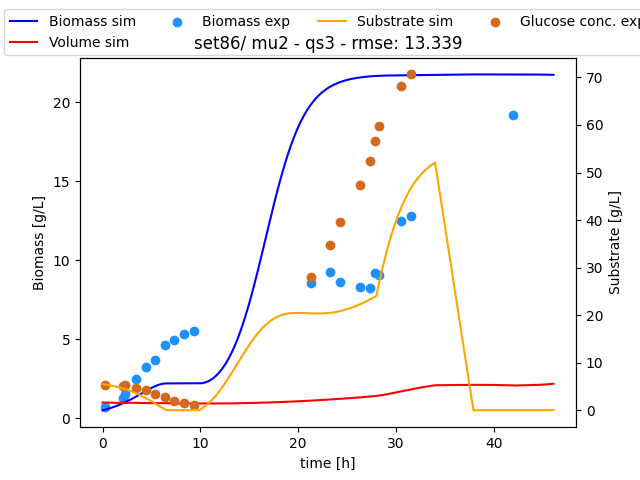 Biomass sim
Biomass exp
Substrate sim
Glucose conc. exp
Volume sim
set86/ mu2 - qs3 - rmse: 13.339
Biomass [g/L]
0
5
10
15
20
0
10
20
30
40
time [h]
0
10
20
30
40
50
60
70
Substrate [g/L]